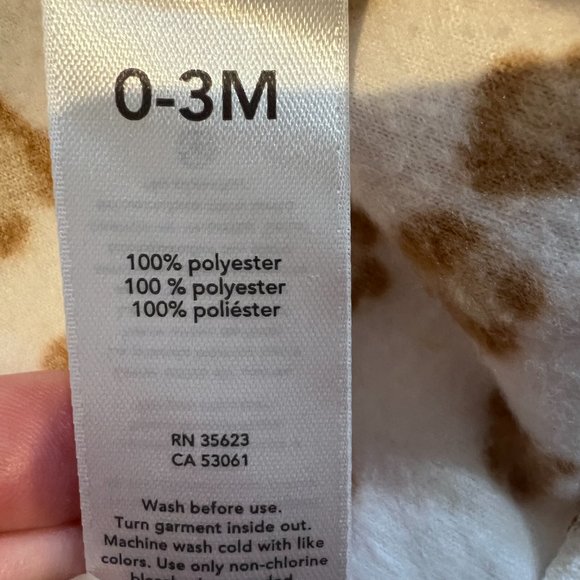 0-3M
100% polyester
100 % polyester
100% poliéster
RN 35623
CA 53061
Wash before use.
Turn garment inside out.
Machine wash cold with like
colors. Use only non-chlorine